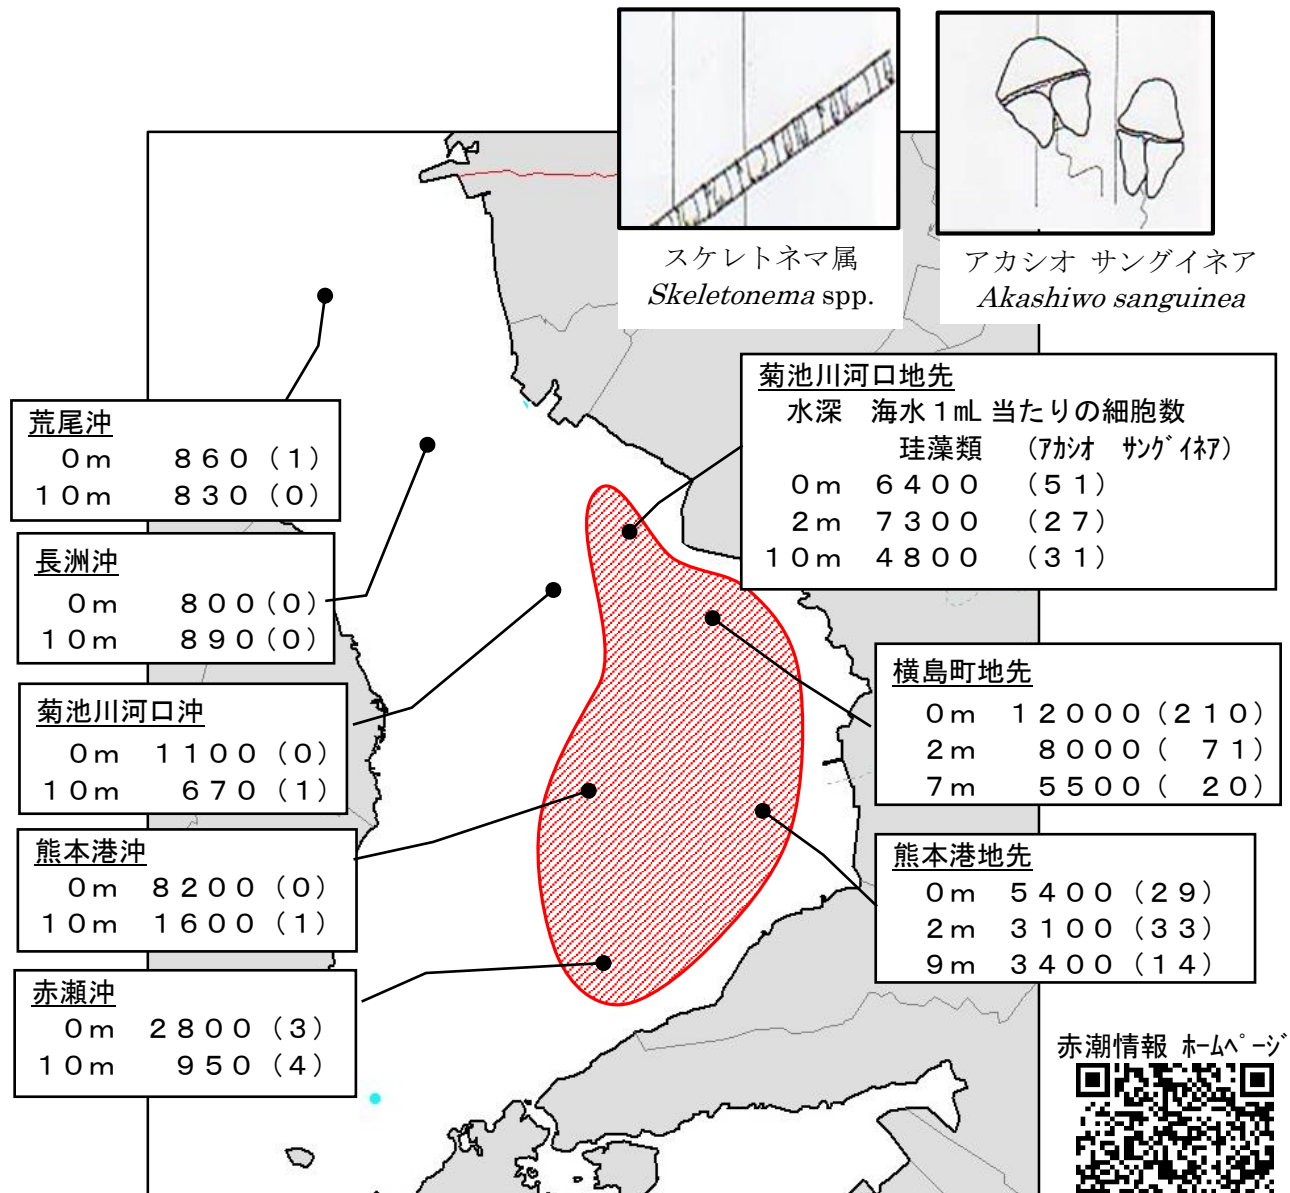 スケレトネマ属
Skeletonema spp.
アカシオ サングイネア
Akashiwo sanguinea
菊池川河口地先
水深 海水1mL当たりの細胞数
珪藻類 (アカシオ サングイネア)
0m 6400 (51)
2m 7300 (27)
10m 4800 (31)
荒尾沖
0m 860(1)
10m 830(0)
長洲沖
0m 800(0)
10m 890(0)
菊池川河口沖
0m 1100(0)
10m 670(1)
熊本港沖
0m 8200(0)
10m 1600(1)
赤瀬沖
0m 2800(3)
10m 950(4)
横島町地先
0m 12000(210)
2m 8000( 71)
7m 5500( 20)
熊本港地先
0m 5400(29)
2m 3100(33)
9m 3400(14)
赤潮情報 ホームページ